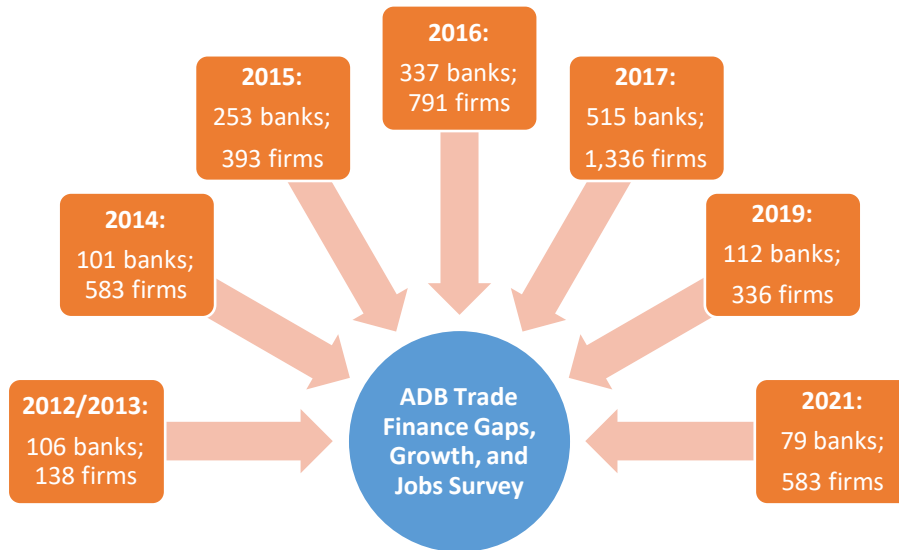 2012/2013:
106 banks;
138 firms
2014:
101 banks;
583 firms
2015:
253 banks;
393 firms
2016:
337 banks;
791 firms
2017:
515 banks;
1,336 firms
2019:
112 banks;
336 firms
2021:
79 banks;
583 firms
ADB Trade
Finance Gaps,
Growth, and
Jobs Survey